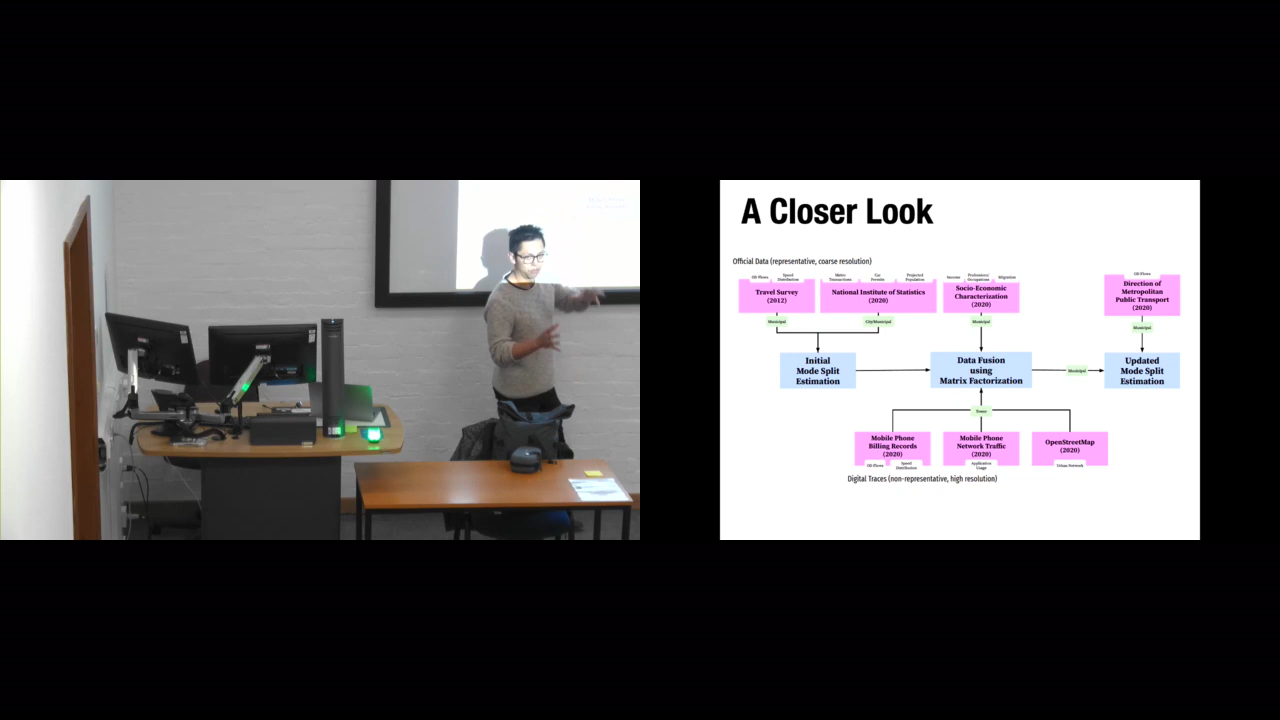 A Closer Look
Official Data (representative, coarse resolution)
OD Flows
Speed
Distribution
Metro
Transactions
Car
Permits
Projected
Population
Income
Profession/
Occupations
Migration
OD Flows
Travel Survey
(2012)
National Institute of Statistics
(2020)
Socio-Economic
Characterization
(2020)
Direction of
Metropolitan
Public Transport
(2020)
Municipal
City/Municipal
Municipal
Municipal
Initial
Mode Split
Estimation
Data Fusion
using
Matrix Factorization
Municipal
Updated
Mode Split
Estimation
Tower
Mobile Phone
Billing Records
(2020)
Mobile Phone
Network Traffic
(2020)
OpenStreetMap
(2020)
OD Flows
Speed
Distribution
Application
Usage
Urban Network
Digital Traces (non-representative, high resolution)